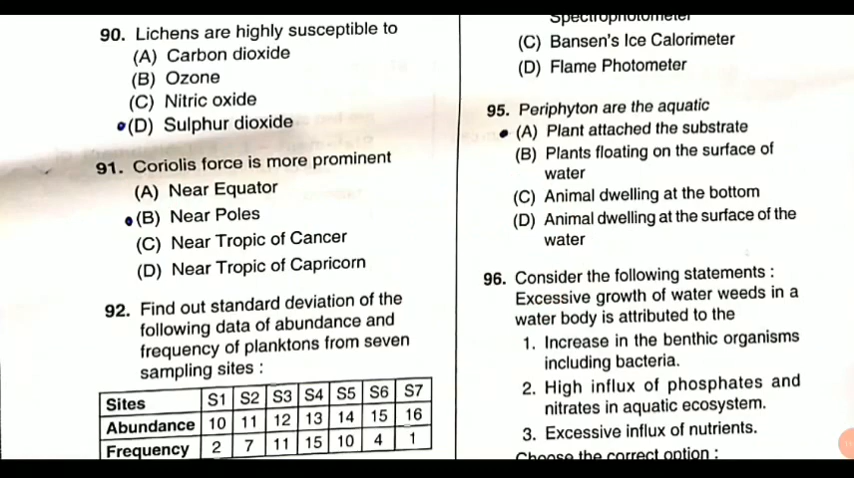 90. Lichens are highly susceptible to
(A) Carbon dioxide
(B) Ozone
(C) Nitric oxide
(D) Sulphur dioxide
91. Coriolis force is more prominent
(A) Near Equator
(B) Near Poles
(C) Near Tropic of Cancer
(D) Near Tropic of Capricorn
92. Find out standard deviation of the
following data of abundance and
frequency of planktons from seven
sampling sites :
Sites S1 S2 S3 S4 S5 S6 S7
Abundance 10 11 12 13 14 15 16
Frequency 2 7 11 15 10 4 1
Spectrophotometer
(C) Bansen's Ice Calorimeter
(D) Flame Photometer
95. Periphyton are the aquatic
(A) Plant attached the substrate
(B) Plants floating on the surface of
water
(C) Animal dwelling at the bottom
(D) Animal dwelling at the surface of the
water
96. Consider the following statements :
Excessive growth of water weeds in a
water body is attributed to the
1. Increase in the benthic organisms
including bacteria.
2. High influx of phosphates and
nitrates in aquatic ecosystem.
3. Excessive influx of nutrients.
Choose the correct option :